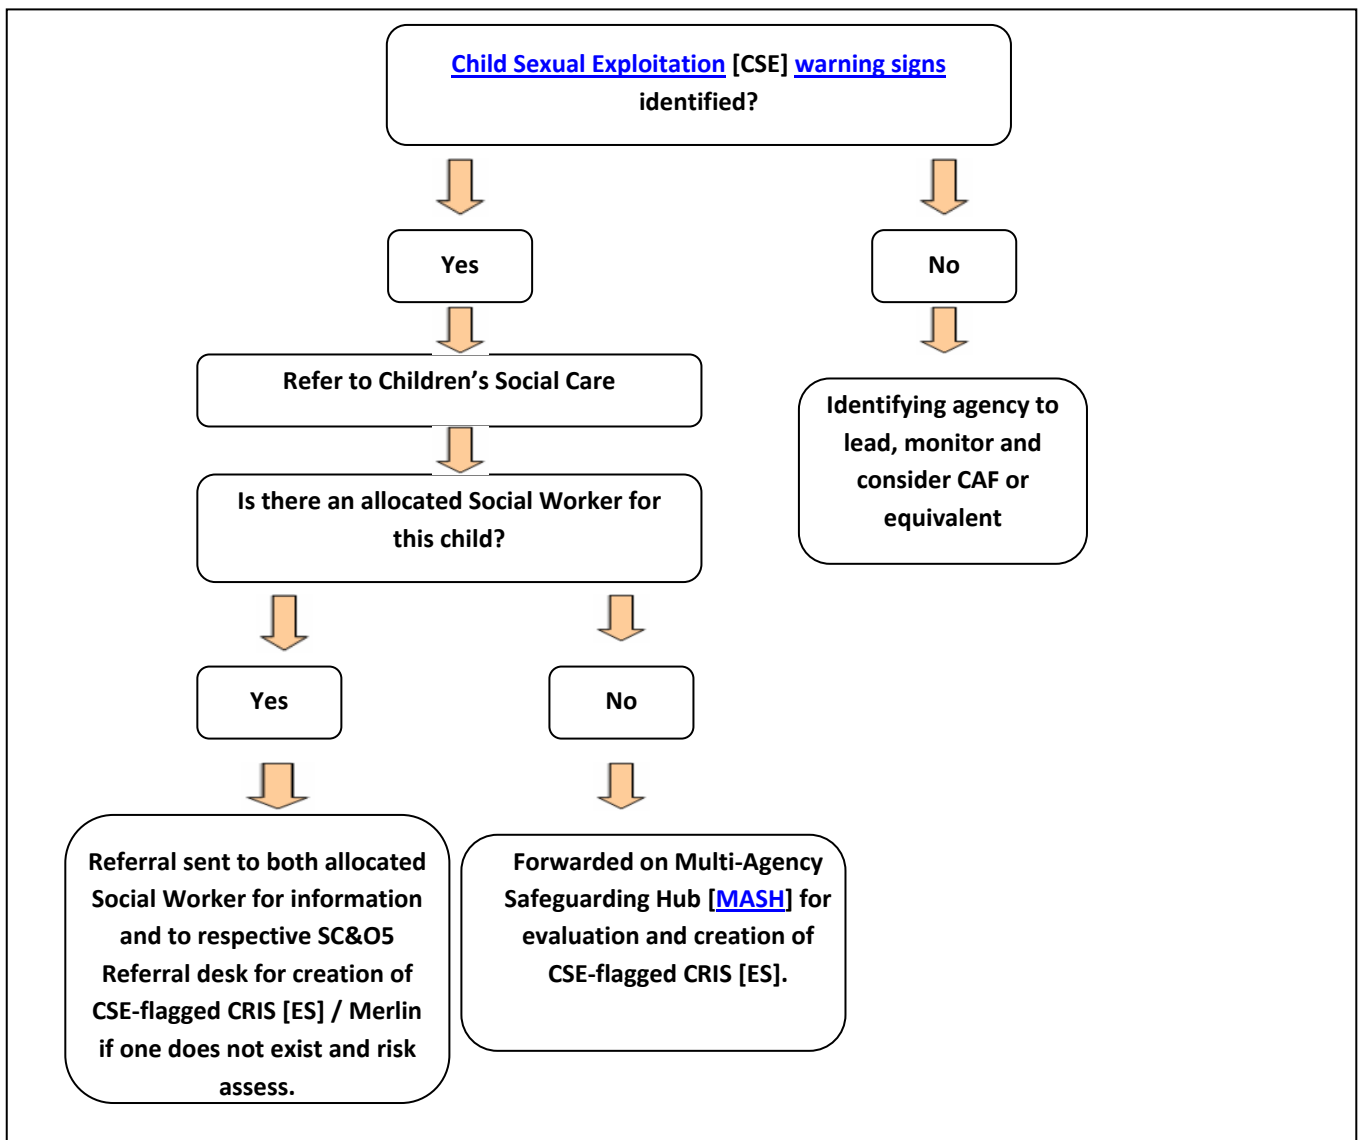 Child Sexual Exploitation [CSE] warning signs
identified?
Yes
No
Refer to Children’s Social Care
Identifying agency to
lead, monitor and
consider CAF or
equivalent
Is there an allocated Social Worker for
this child?
Yes
No
Referral sent to both allocated
Social Worker for information
and to respective SC&O5
Referral desk for creation of
CSE-flagged CRIS [ES] / Merlin
if one does not exist and risk
assess.
Forwarded on Multi-Agency
Safeguarding Hub [MASH] for
evaluation and creation of
CSE-flagged CRIS [ES].